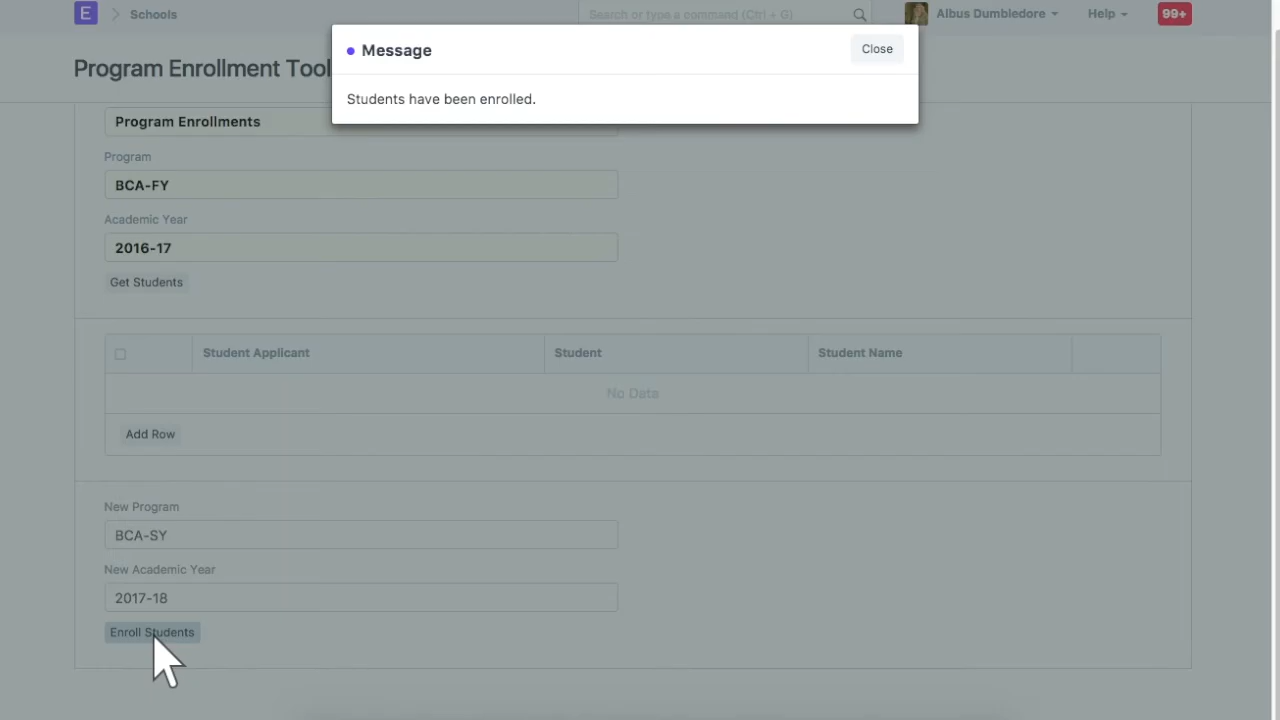 E
Schools
Search or type a command (Ctrl + G)
Albus Dumbledore
Help
99+
Message
Close
Students have been enrolled.
Program Enrollment Tool
Program Enrollments
Program
BCA-FY
Academic Year
2016-17
Get Students
Student Applicant
Student
Student Name
No Data
Add Row
New Program
BCA-SY
New Academic Year
2017-18
Enroll Students